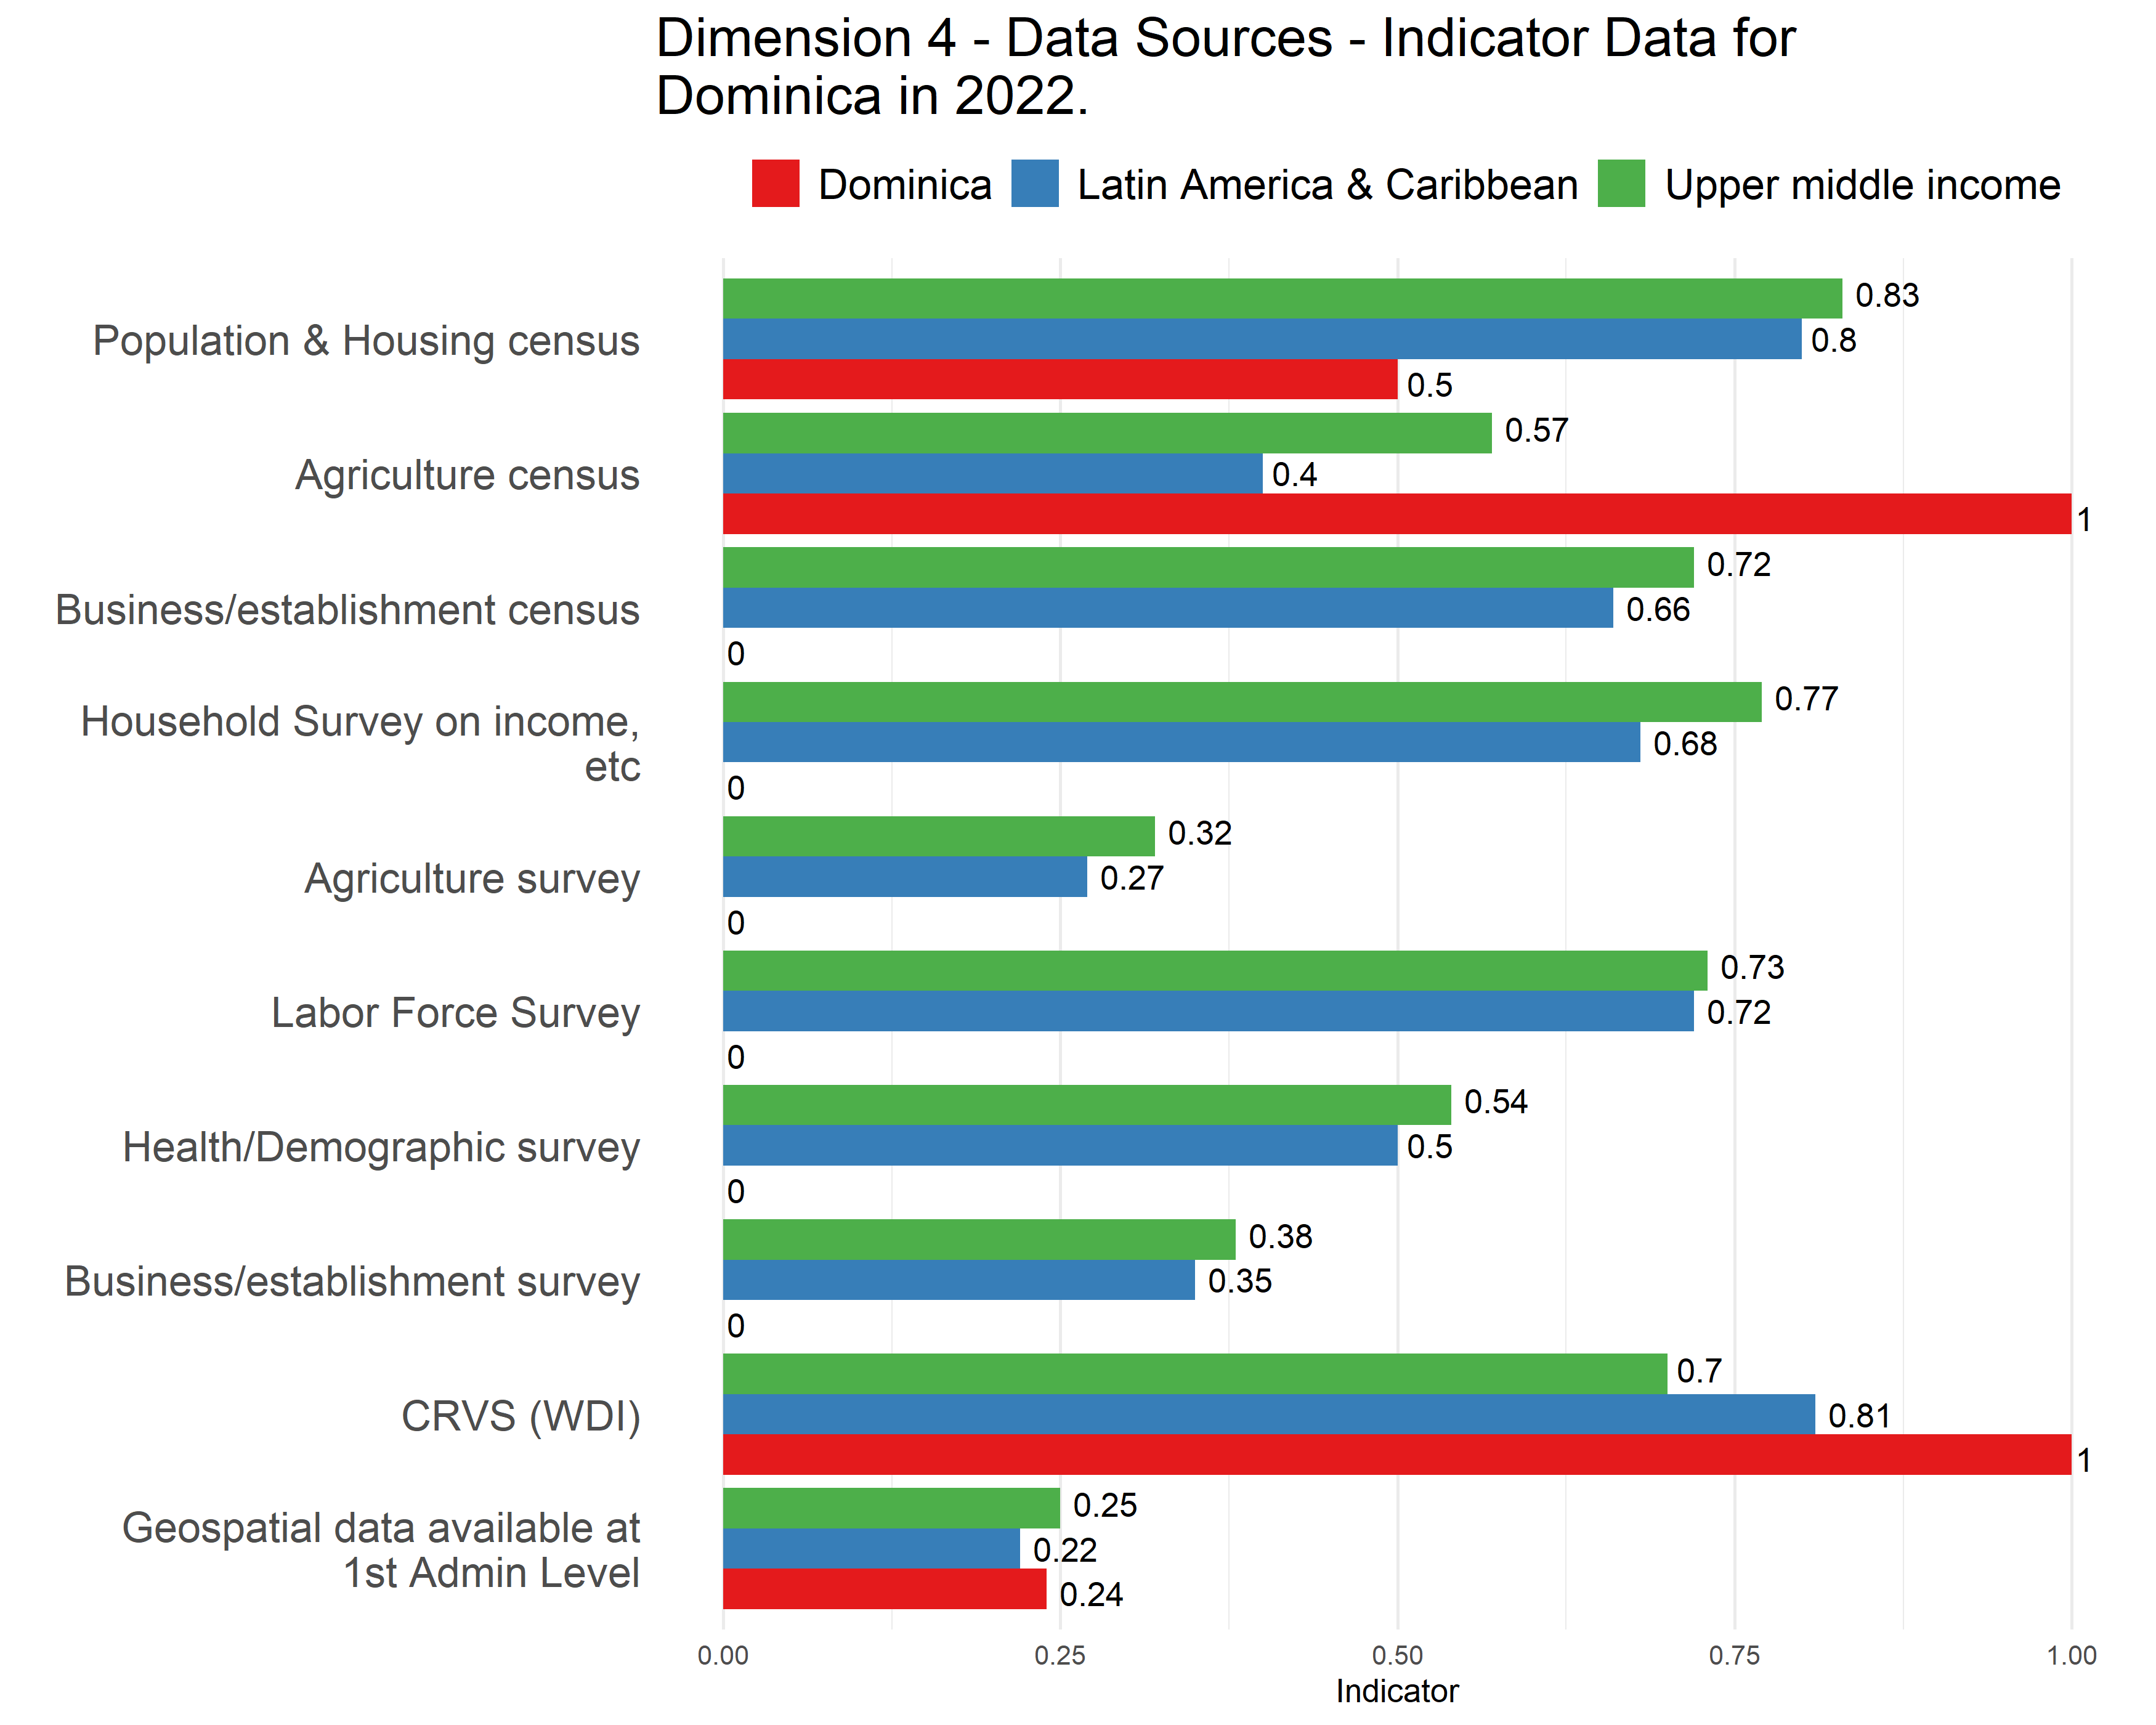 Dimension 4 - Data Sources - Indicator Data for
Dominica in 2022.
Dominica Latin America & Caribbean Upper middle income
Population & Housing census
0.83
0.8
0.5
Agriculture census
0.57
0.4
1
Business/establishment census
0.72
0.66
0
Household Survey on income,
etc
0.77
0.68
0
Agriculture survey
0.32
0.27
0
Labor Force Survey
0.73
0.72
0
Health/Demographic survey
0.54
0.5
0
Business/establishment survey
0.38
0.35
0
CRVS (WDI)
0.7
0.81
1
Geospatial data available at
1st Admin Level
0.25
0.22
0.24
0.00 0.25 0.50 0.75 1.00
Indicator